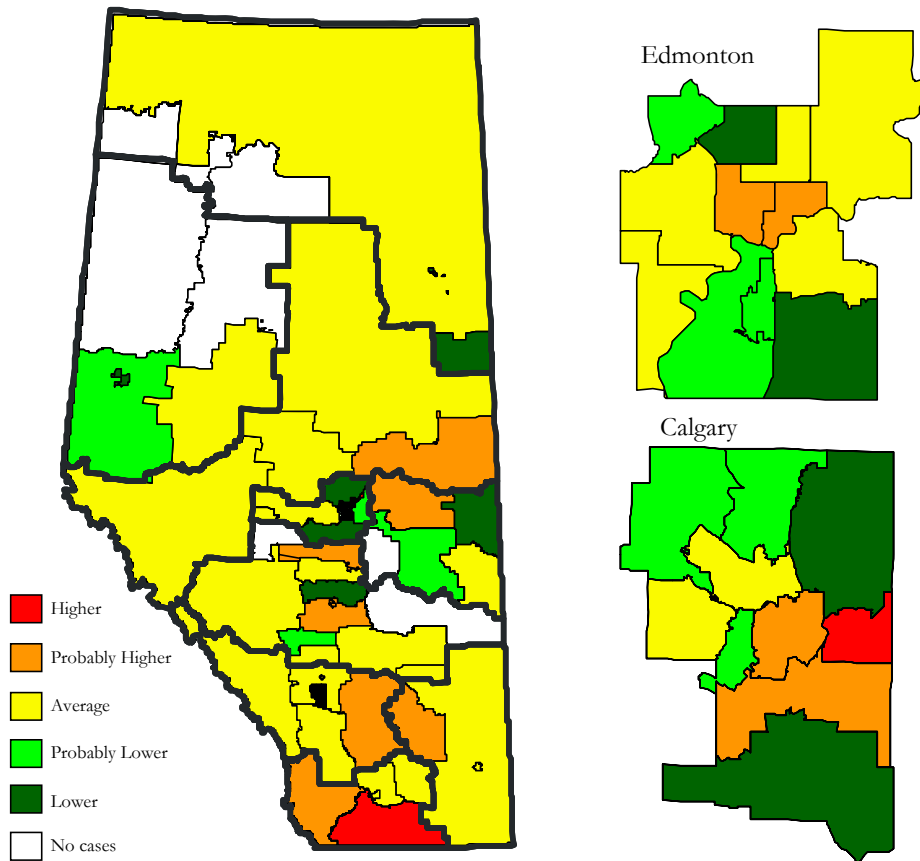 Edmonton
Calgary
Higher
Probably Higher
Average
Probably Lower
Lower
No cases